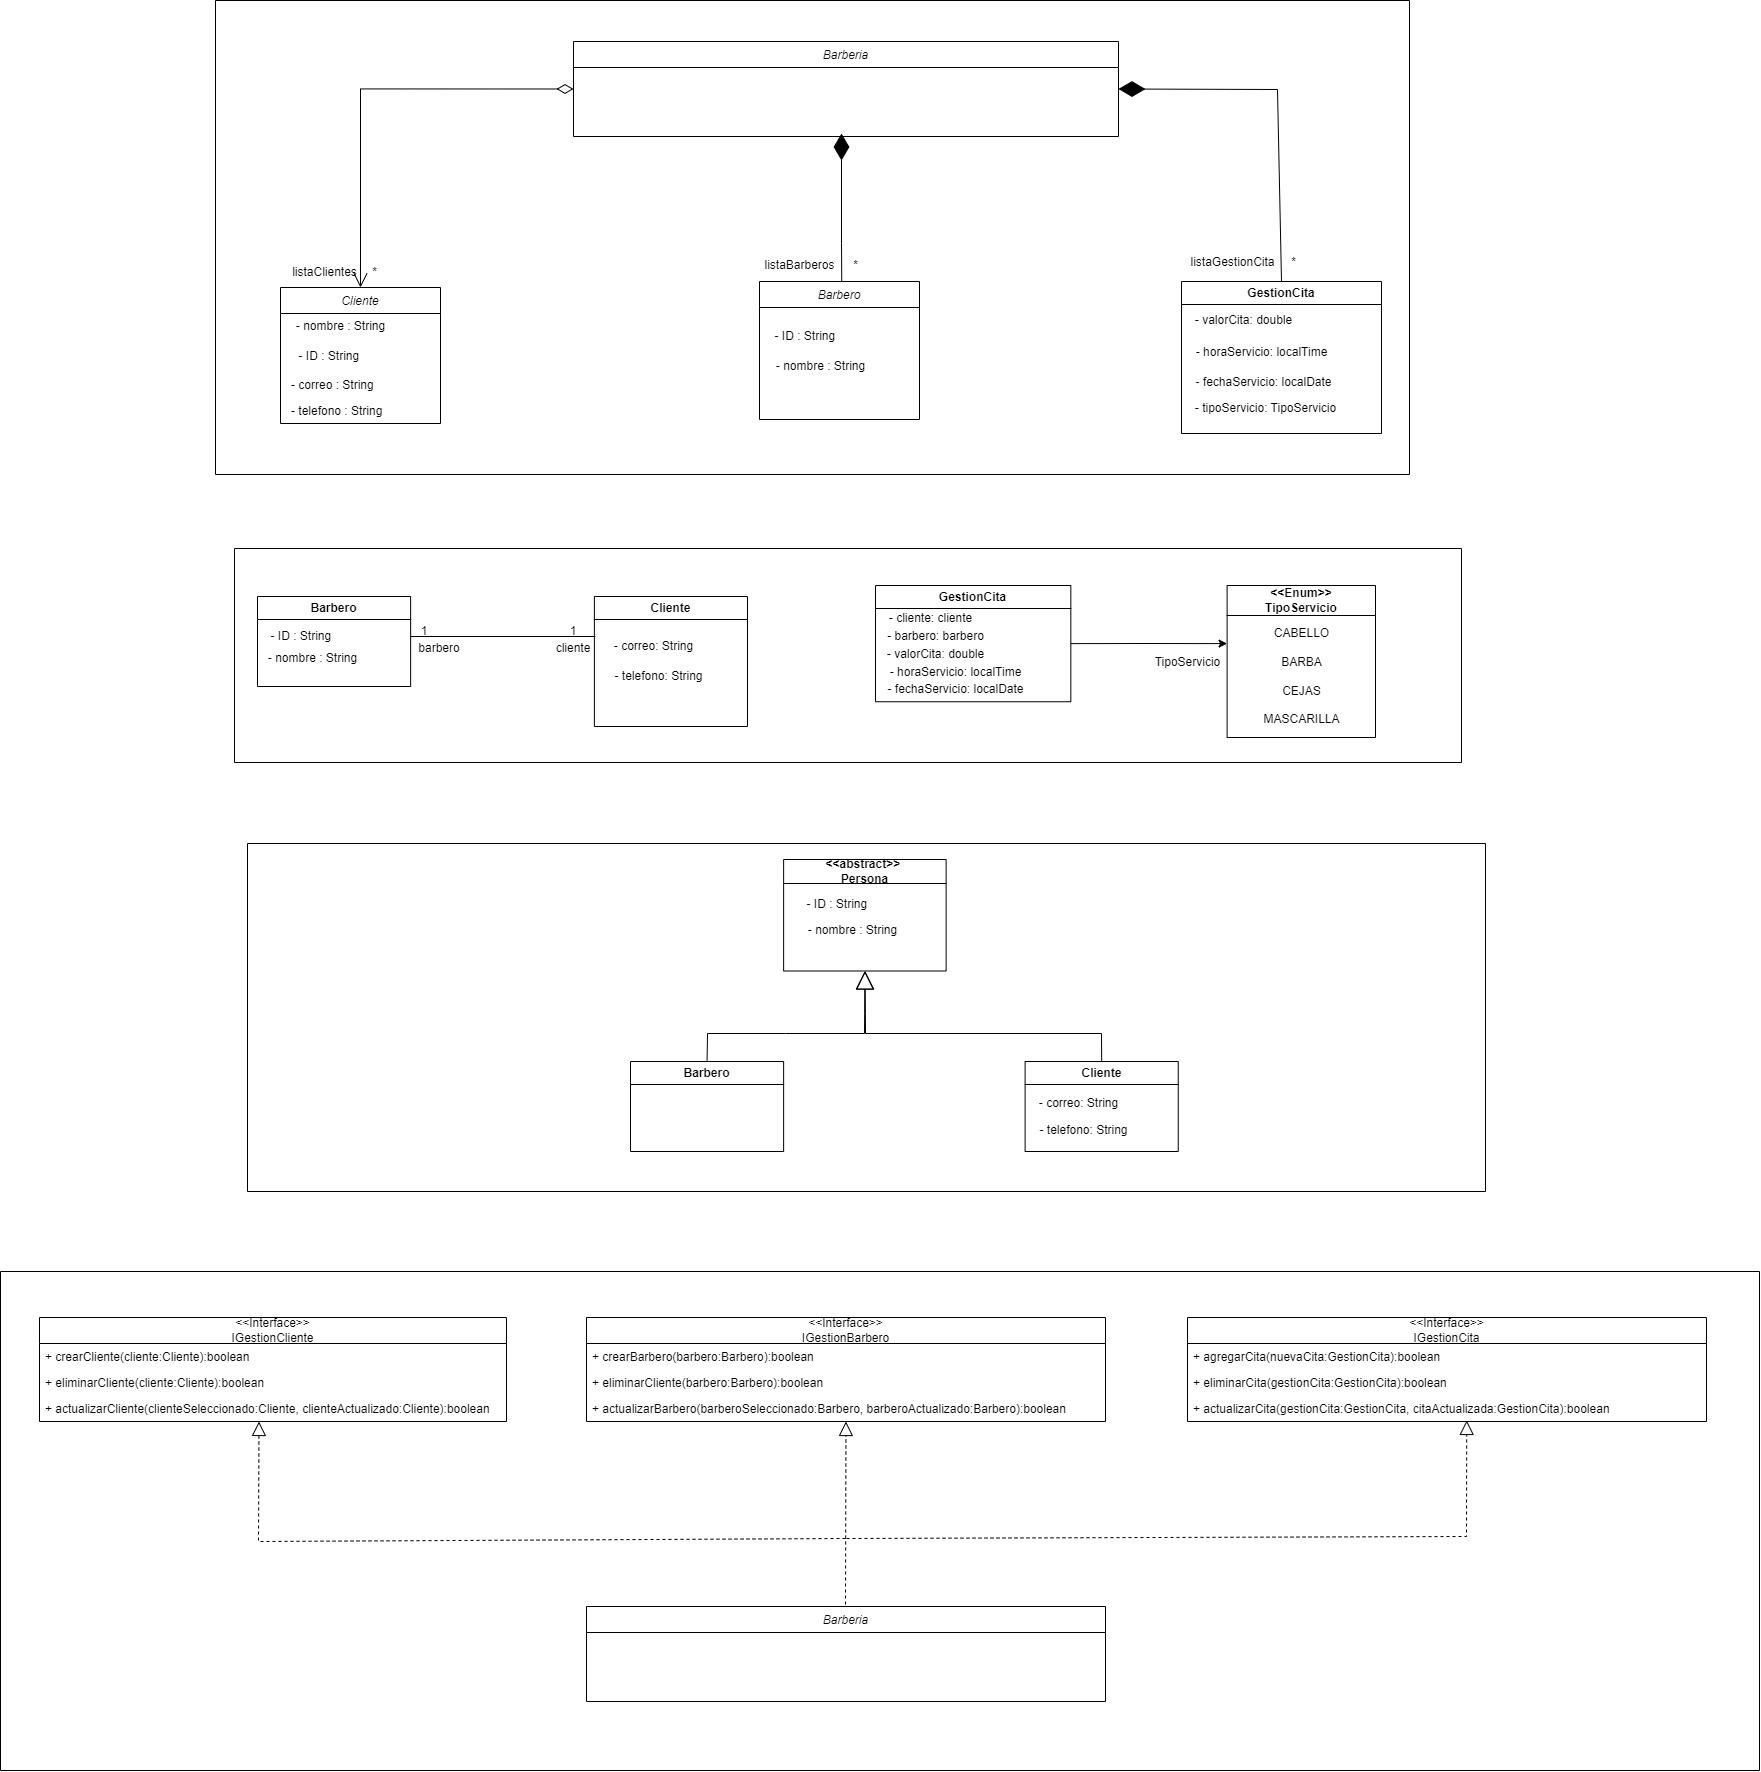 Barberia
listaClientes *
Cliente
- nombre : String
- ID : String
- correo : String
- telefono : String
listaBarberos *
Barbero
- ID : String
- nombre : String
listaGestionCita *
GestionCita
- valorCita: double
- horaServicio: localTime
- fechaServicio: localDate
- tipoServicio: TipoServicio
Barbero
- ID : String
- nombre : String
1
barbero
1
cliente
Cliente
- correo: String
- telefono: String
GestionCita
- cliente: cliente
- barbero: barbero
- valorCita: double
- horaServicio: localTime
- fechaServicio: localDate
TipoServicio
<<Enum>>
TipoServicio
CABELLO
BARBA
CEJAS
MASCARILLA
<<abstract>>
Persona
- ID : String
- nombre : String
Barbero
Cliente
- correo: String
- telefono: String
<<Interface>>
IGestionCliente
+ crearCliente(cliente:Cliente):boolean
+ eliminarCliente(cliente:Cliente):boolean
+ actualizarCliente(clienteSeleccionado:Cliente, clienteActualizado:Cliente):boolean
<<Interface>>
IGestionBarbero
+ crearBarbero(barbero:Barbero):boolean
+ eliminarCliente(barbero:Barbero):boolean
+ actualizarBarbero(barberoSeleccionado:Barbero, barberoActualizado:Barbero):boolean
<<Interface>>
IGestionCita
+ agregarCita(nuevaCita:GestionCita):boolean
+ eliminarCita(gestionCita:GestionCita):boolean
+ actualizarCita(gestionCita:GestionCita, citaActualizada:GestionCita):boolean
Barberia